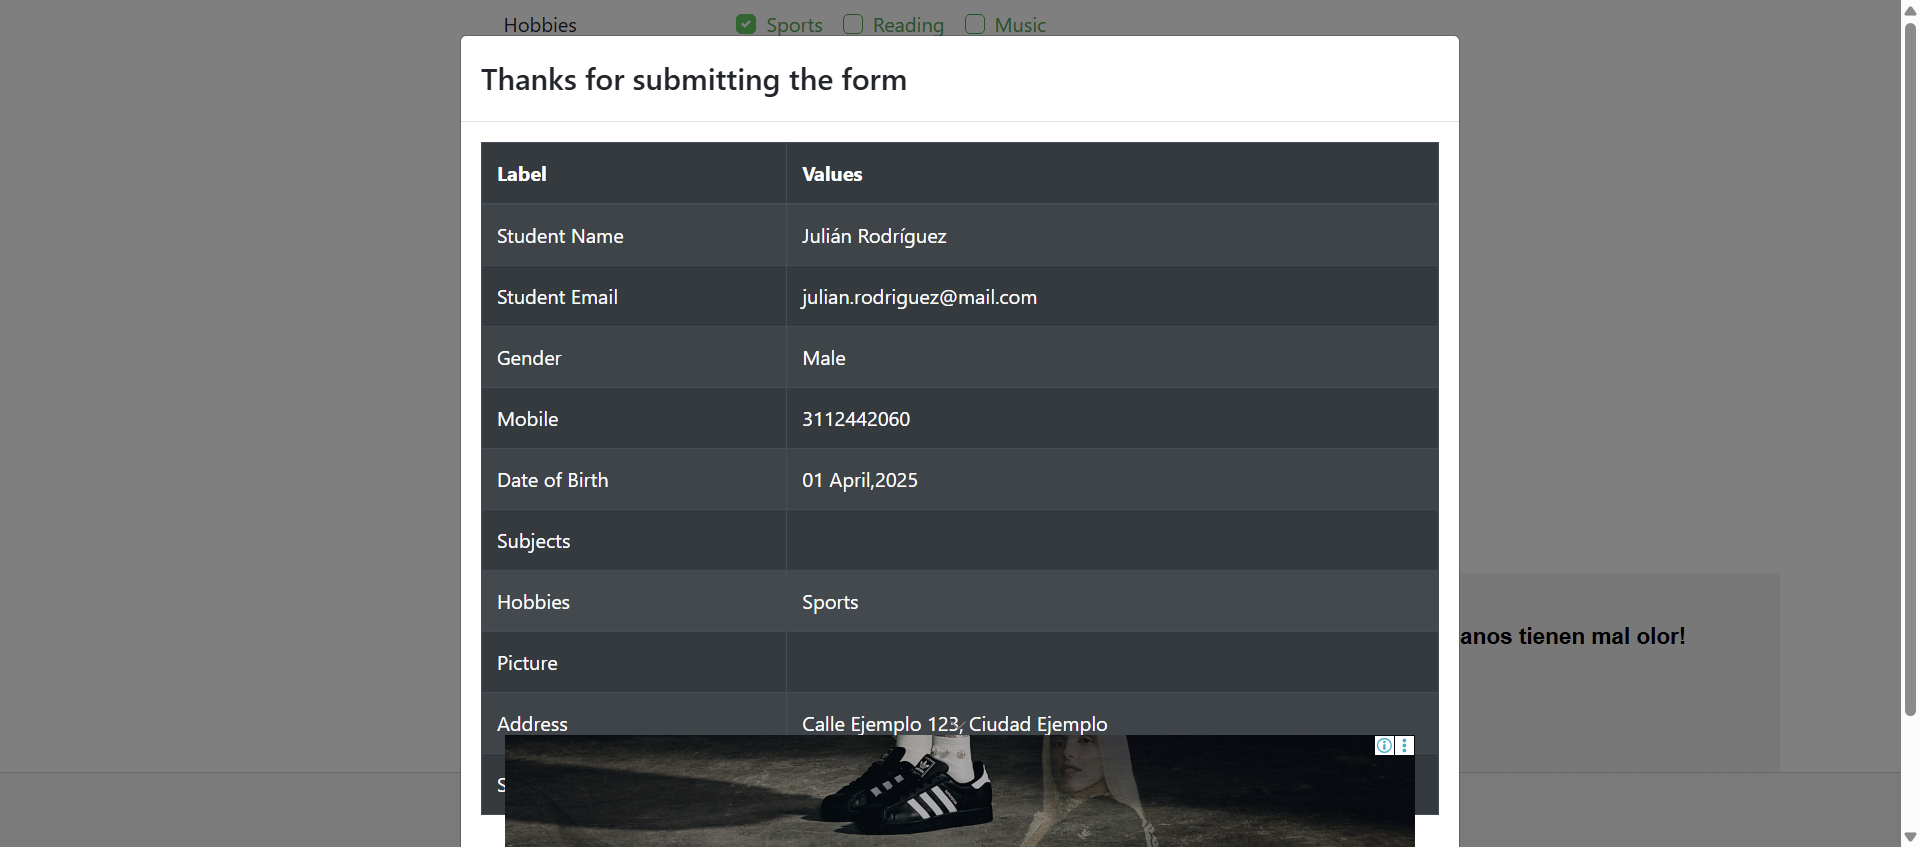 Hobbies Sports Reading Music
Thanks for submitting the form
Label Values
Student Name Julián Rodríguez
Student Email julian.rodriguez@mail.com
Gender Male
Mobile 3112442060
Date of Birth 01 April,2025
Subjects
Hobbies Sports
anos tienen mal olor!
Picture
Address Calle Ejemplo 123, Ciudad Ejemplo
S